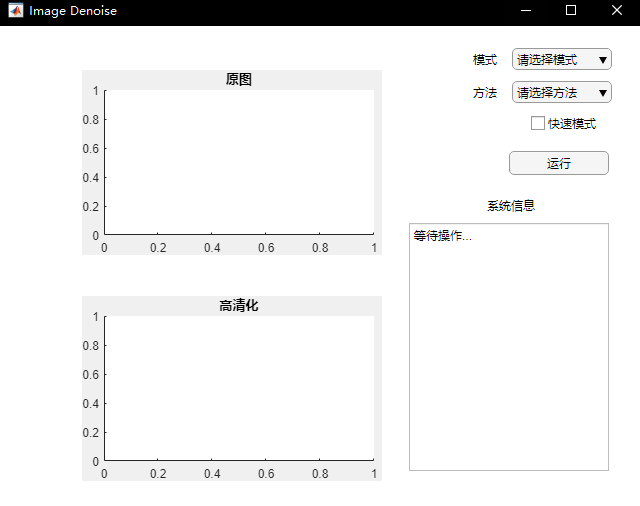 Image Denoise
原图
1
0.8
0.6
0.4
0.2
0
0 0.2 0.4 0.6 0.8 1
高清化
1
0.8
0.6
0.4
0.2
0
0 0.2 0.4 0.6 0.8 1
模式 请选择模式
方法 请选择方法
快速模式
运行
系统信息
等待操作...